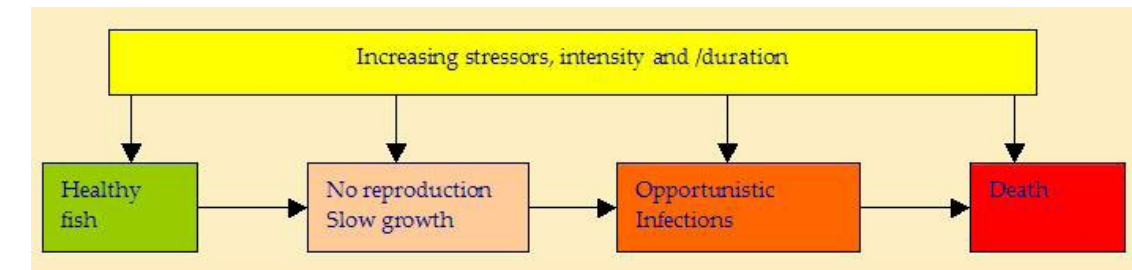 Increasing stressors, intensity and /duration
Healthy
fish
No reproduction
Slow growth
Opportunistic
Infections
Death